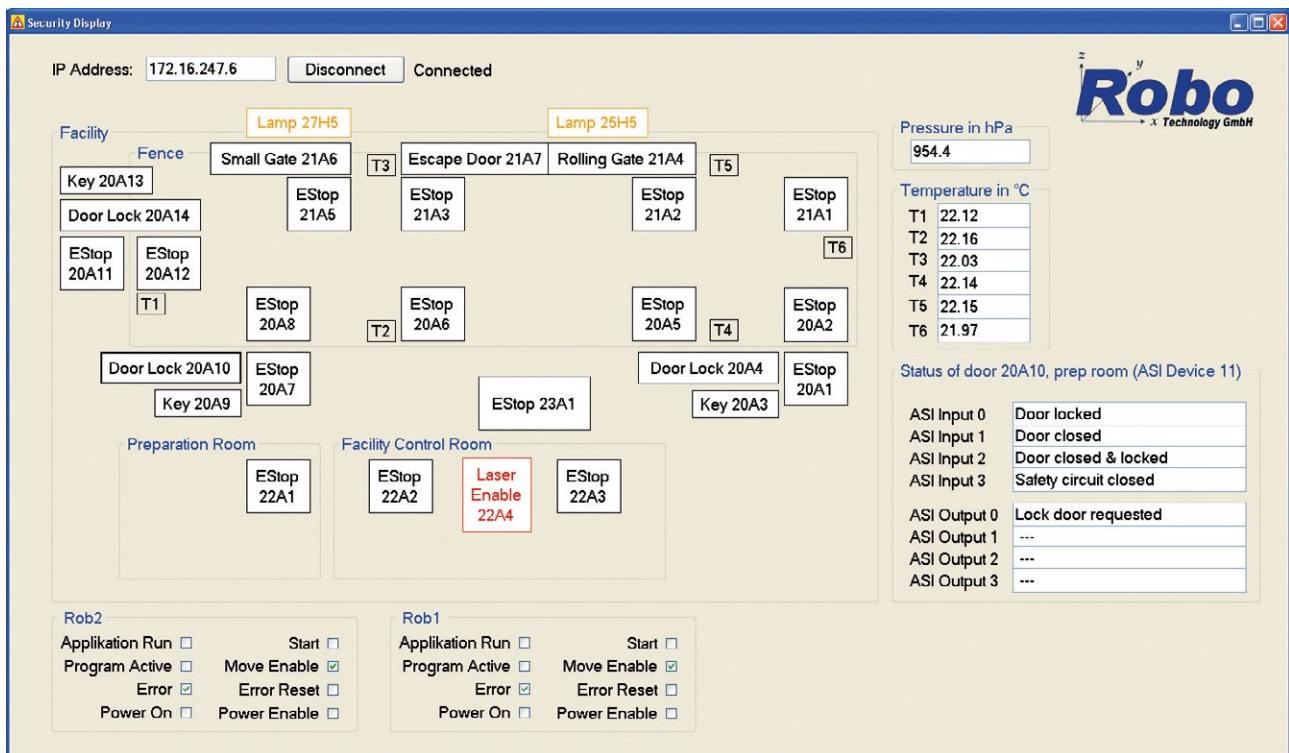 Security Display
IP Address: 172.16.247.6 Disconnect Connected
z
y
Robo
x Technology GmbH
Facility
Lamp 27H5
Lamp 25H5
Fence
Small Gate 21A6
T3
Escape Door 21A7
Rolling Gate 21A4
T5
Key 20A13
Door Lock 20A14
EStop
21A5
EStop
21A3
EStop
21A2
EStop
21A1
EStop
20A11
EStop
20A12
T6
T1
EStop
20A8
T2
EStop
20A6
EStop
20A5
T4
EStop
20A2
Door Lock 20A10
EStop
20A7
Key 20A9
EStop 23A1
Door Lock 20A4
Key 20A3
EStop
20A1
Preparation Room
EStop
22A1
Facility Control Room
EStop
22A2
Laser
Enable
22A4
EStop
22A3
Pressure in hPa
954.4
Temperature in °C
T1 22.12
T2 22.16
T3 22.03
T4 22.14
T5 22.15
T6 21.97
Status of door 20A10, prep room (ASI Device 11)
ASI Input 0 Door locked
ASI Input 1 Door closed
ASI Input 2 Door closed & locked
ASI Input 3 Safety circuit closed
ASI Output 0 Lock door requested
ASI Output 1 ---
ASI Output 2 ---
ASI Output 3 ---
Rob2
Applikation Run Start
Program Active Move Enable
Error Error Reset
Power On Power Enable
Rob1
Applikation Run Start
Program Active Move Enable
Error Error Reset
Power On Power Enable